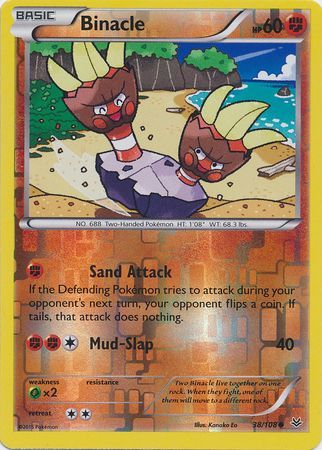 BASIC
Binacle
HP60
NO. 688 Two-Handed Pokémon HT: 1'08" WT: 68.3 lbs.
Sand Attack
If the Defending Pokémon tries to attack during your
opponent's next turn, your opponent flips a coin. If
tails, that attack does nothing.
Mud-Slap 40
weakness
×2
resistance
retreat
Two Binacle live together on one
rock. When they fight, one of them
will move to a different rock.
©2015 Pokémon
Illus. Kanako Eo
38/108